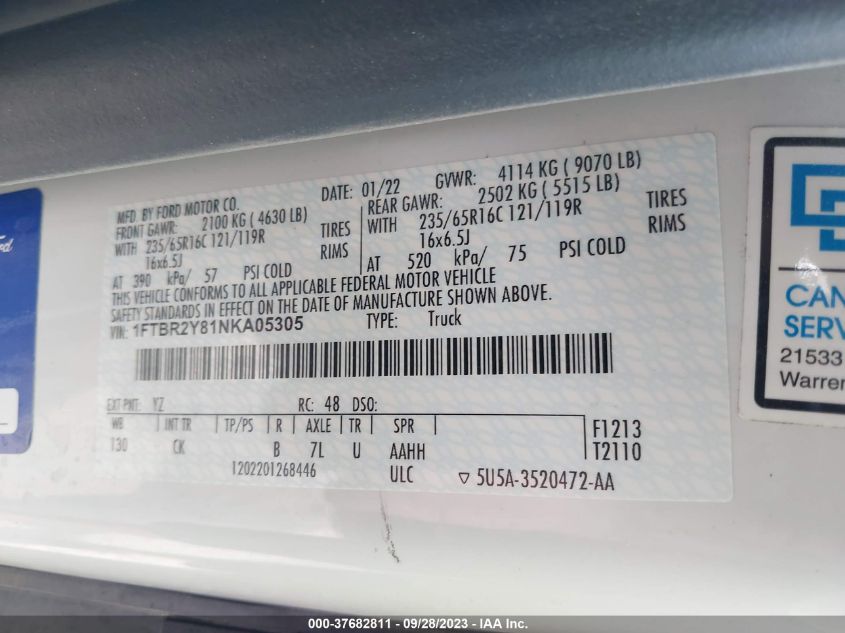 MFD. BY FORD MOTOR CO.
DATE: 01/22
GVWR: 4114 KG ( 9070 LB)
FRONT GAWR: 2100 KG ( 4630 LB)
REAR GAWR: 2502 KG ( 5515 LB)
WITH 235/65R16C 121/119R TIRES
WITH 235/65R16C 121/119R TIRES
16x6.5J RIMS
16x6.5J RIMS
AT 390 kPa/ 57 PSI COLD
AT 520 kPa/ 75 PSI COLD
THIS VEHICLE CONFORMS TO ALL APPLICABLE FEDERAL MOTOR VEHICLE
SAFETY STANDARDS IN EFFECT ON THE DATE OF MANUFACTURE SHOWN ABOVE.
VIN: 1FTBR2Y81NKA05305
TYPE: Truck
EXT PNT: YZ RC: 48 DSO:
WB INT TR TP/PS R AXLE TR SPR
130 CK B 7L U AAHH
F1213
T2110
1202201268446
ULC
5U5A-3520472-AA
CAN
SERV
21533
Warren
000-37682811 - 09/28/2023 - IAA Inc.